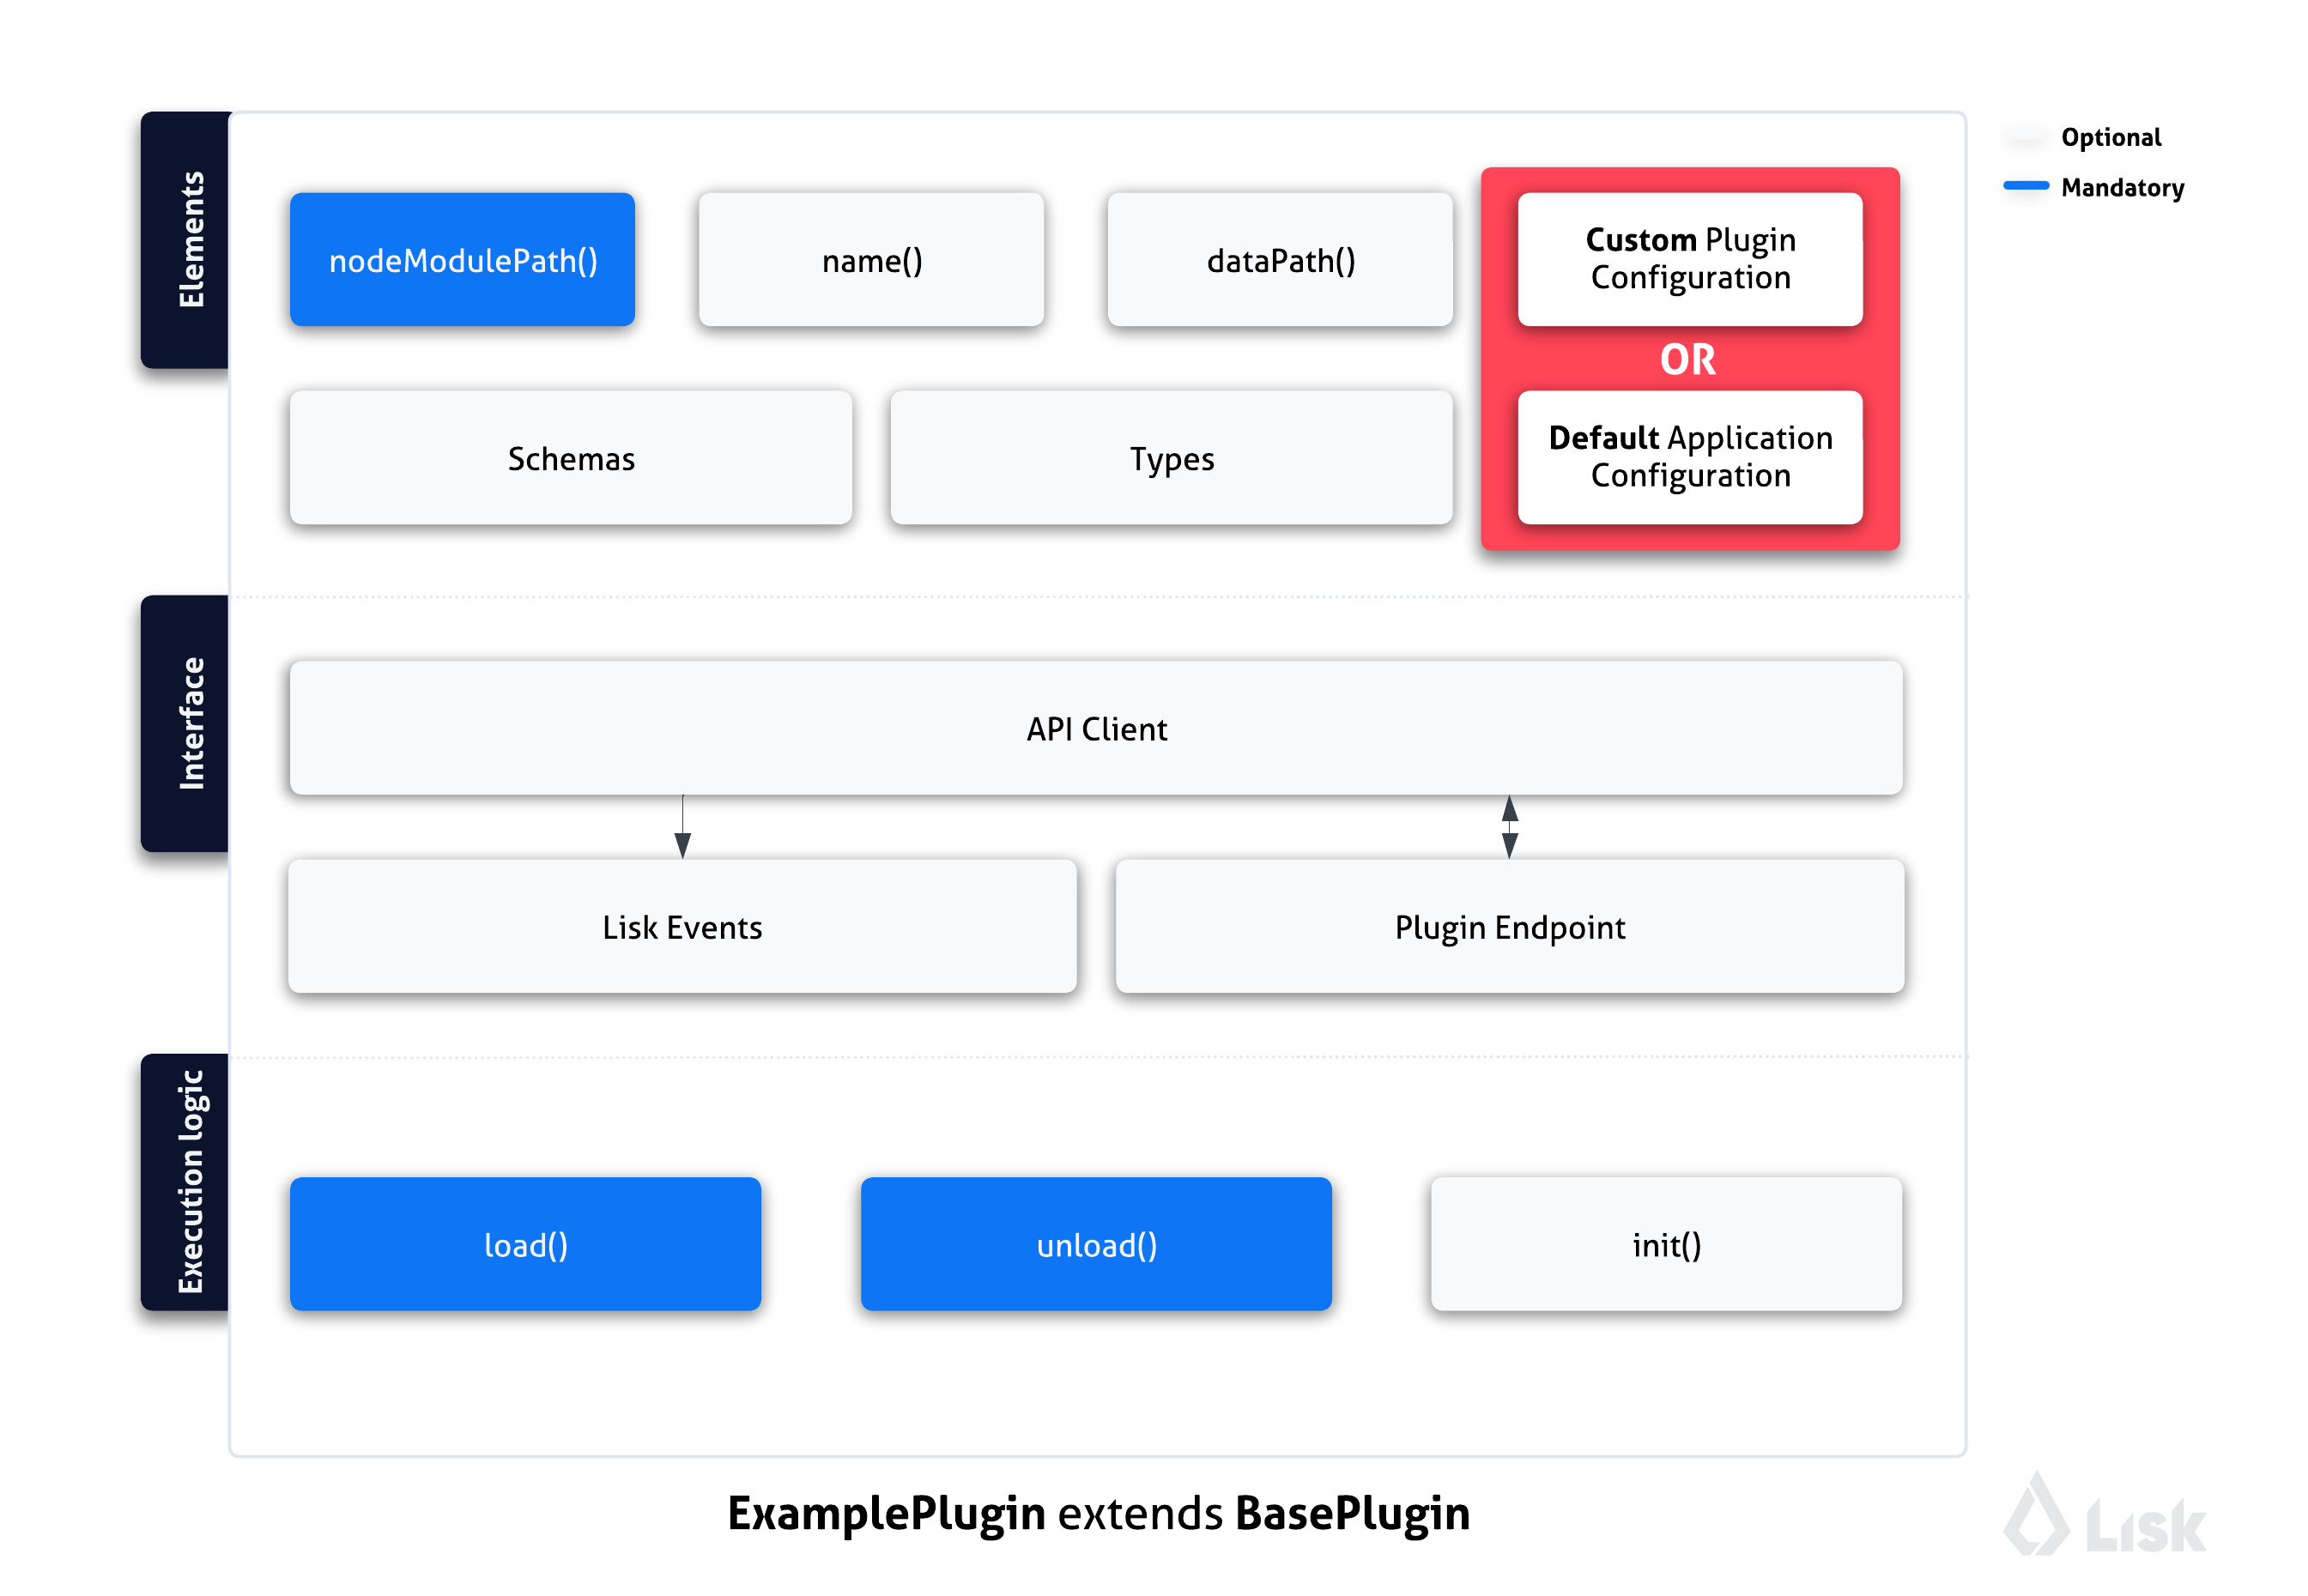 Optional
Mandatory
Elements
nodeModulePath()
name()
dataPath()
Custom Plugin
Configuration
OR
Default Application
Configuration
Schemas
Types
Interface
API Client
Lisk Events
Plugin Endpoint
Execution logic
load()
unload()
init()
ExamplePlugin extends BasePlugin
Lisk